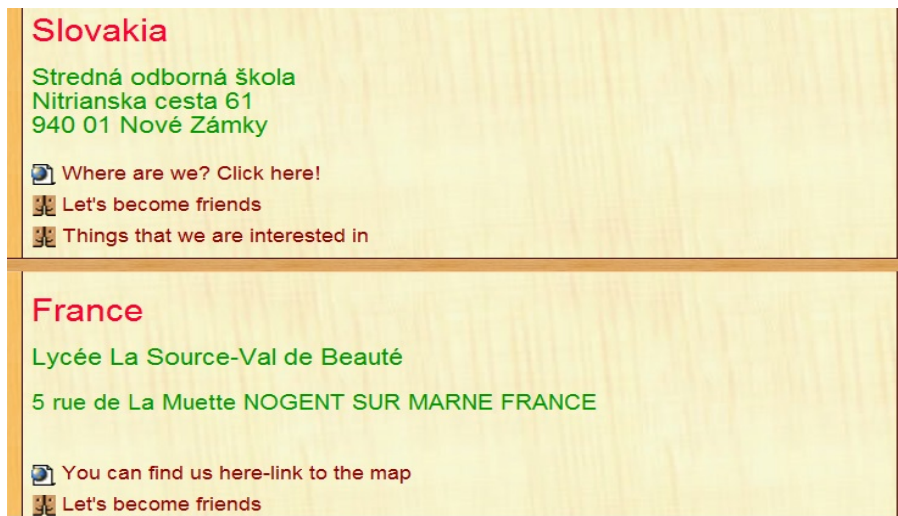 Slovakia
Stredná odborná škola
Nitrianska cesta 61
940 01 Nové Zámky
Where are we? Click here!
Let's become friends
Things that we are interested in
France
Lycée La Source-Val de Beauté
5 rue de La Muette NOGENT SUR MARNE FRANCE
You can find us here-link to the map
Let's become friends